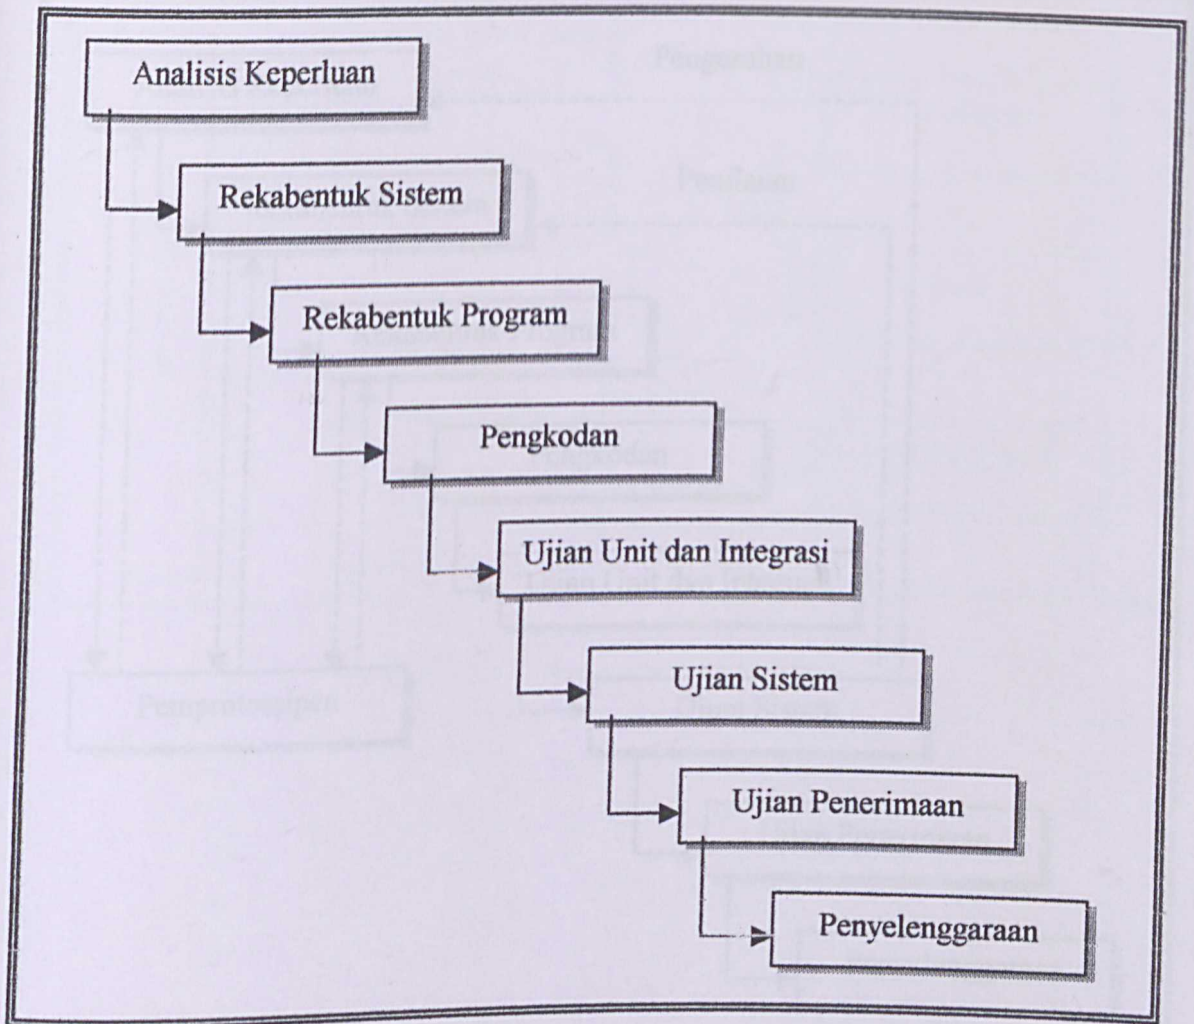 Analisis Keperluan
Rekabentuk Sistem
Rekabentuk Program
Pengkodan
Ujian Unit dan Integrasi
Ujian Sistem
Ujian Penerimaan
Penyelenggaraan